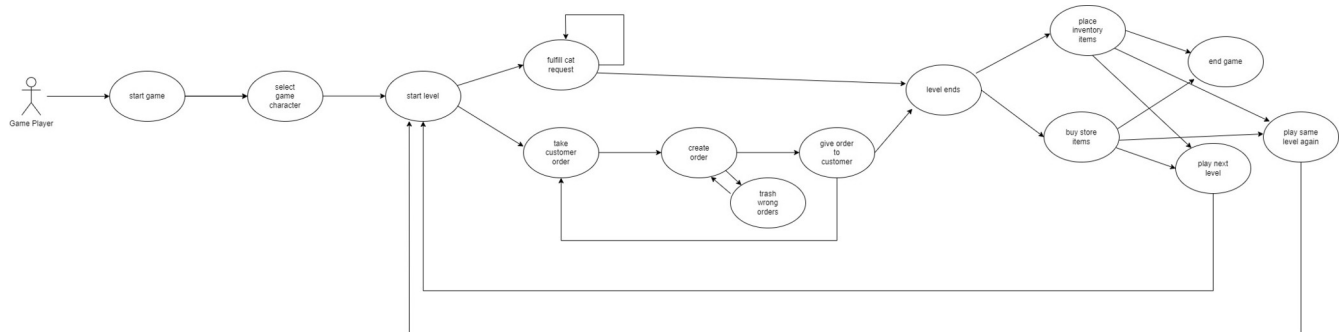 Game Player
start game
select
game
character
start level
fulfill cat
request
take
customer
order
create
order
trash
wrong
orders
give order
to
customer
level ends
place
inventory
items
buy store
items
end game
play next
level
play same
level again